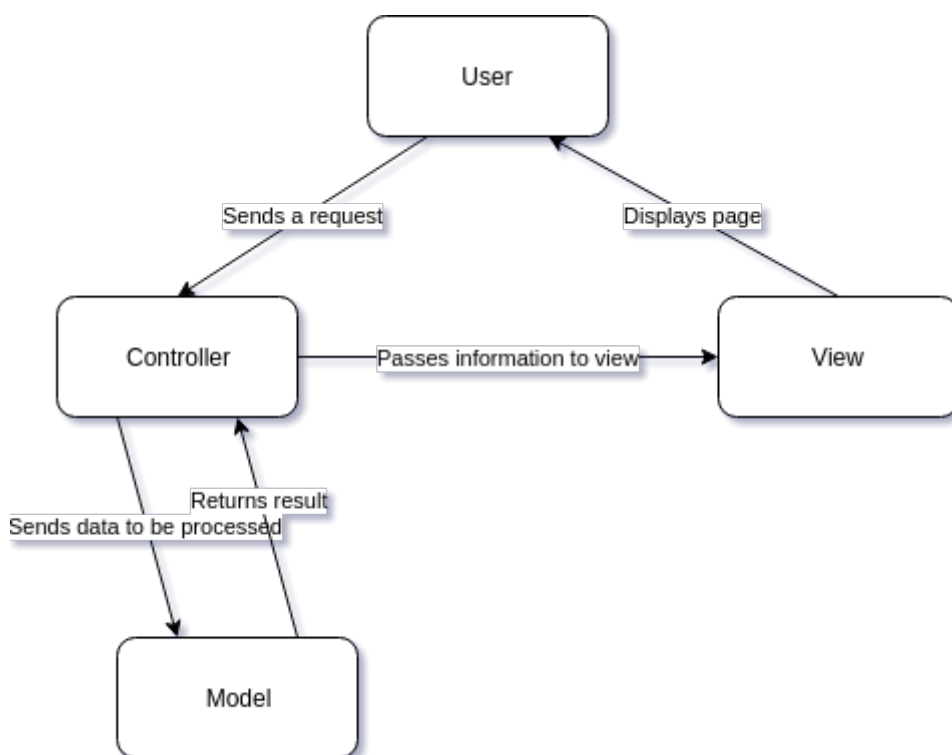 User
Sends a request
Displays page
Controller
Passes information to view
View
Returns result
Sends data to be processed
Model